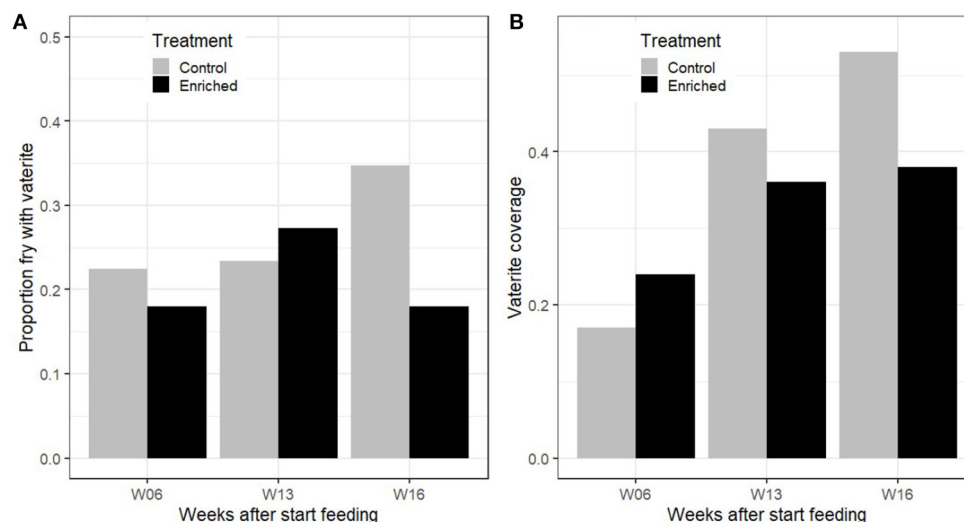 A
Treatment
Control
Enriched
Proportion fry with vaterite
0.5
0.4
0.3
0.2
0.1
0.0
W06 W13 W16
Weeks after start feeding
B
Treatment
Control
Enriched
Vaterite coverage
0.4
0.2
0.0
W06 W13 W16
Weeks after start feeding